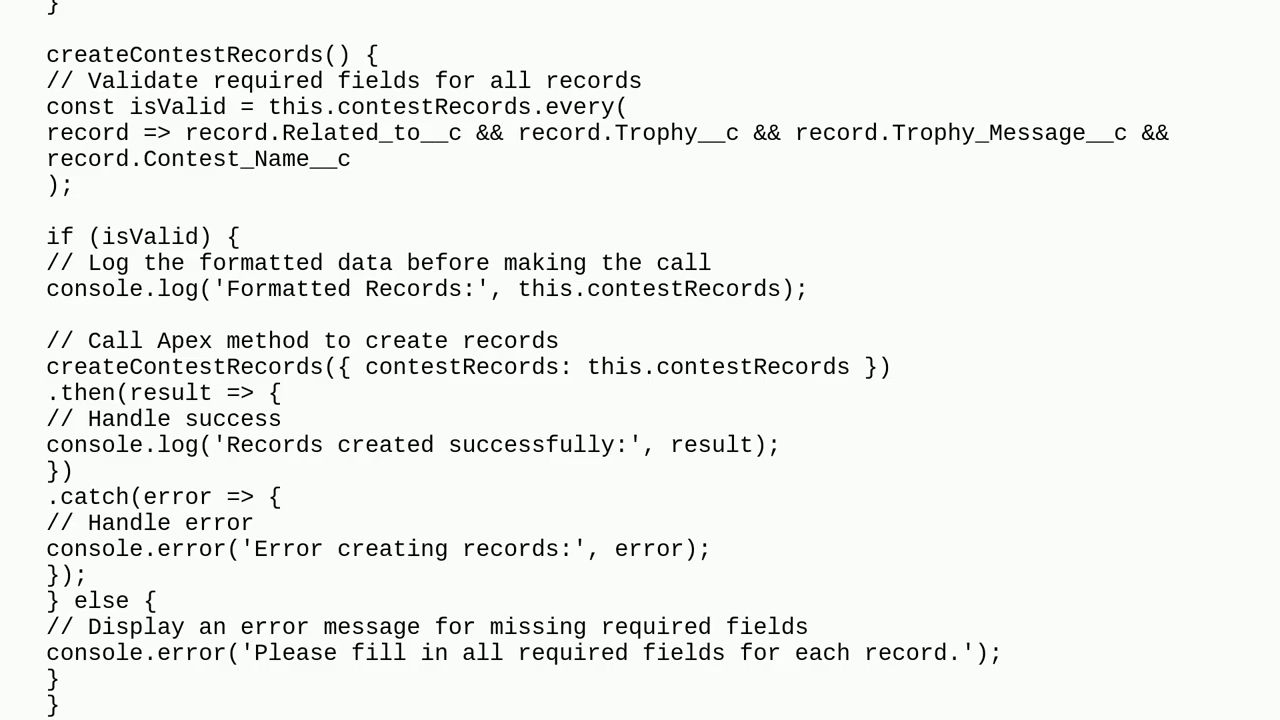 }
createContestRecords() {
// Validate required fields for all records
const isValid = this.contestRecords.every(
record => record.Related_to__c && record.Trophy__c && record.Trophy_Message__c &&
record.Contest_Name__c
);
if (isValid) {
// Log the formatted data before making the call
console.log('Formatted Records:', this.contestRecords);
// Call Apex method to create records
createContestRecords({ contestRecords: this.contestRecords })
.then(result => {
// Handle success
console.log('Records created successfully:', result);
})
.catch(error => {
// Handle error
console.error('Error creating records:', error);
});
} else {
// Display an error message for missing required fields
console.error('Please fill in all required fields for each record.');
}
}